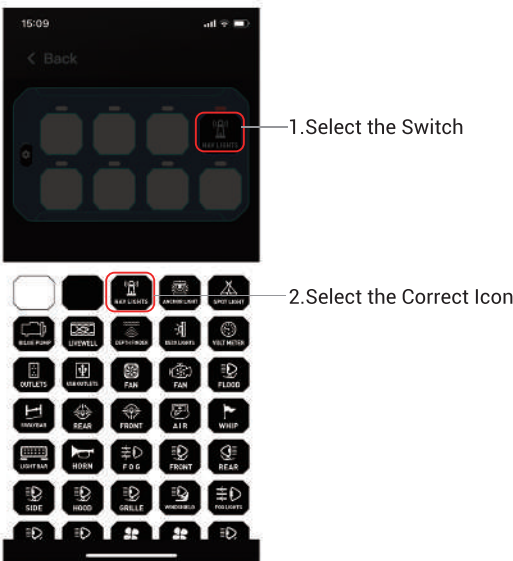 15:09
Back
NAV LIGHTS
1.Select the Switch
NAV LIGHTS
ANCHOR LIGHT
SPOT LIGHT
2.Select the Correct Icon
BILGE PUMP
LIVEWELL
DEPTH FINDER
DECK LIGHTS
VOLT METER
OUTLETS
USB OUTLETS
FAN
FAN
FLOOD
SPRAYBAR
REAR
FRONT
AIR
WHIP
LIGHT BAR
HORN
FOG
FRONT
REAR
SIDE
HOOD
GRILLE
WINDSHIELD
FOG LIGHTS